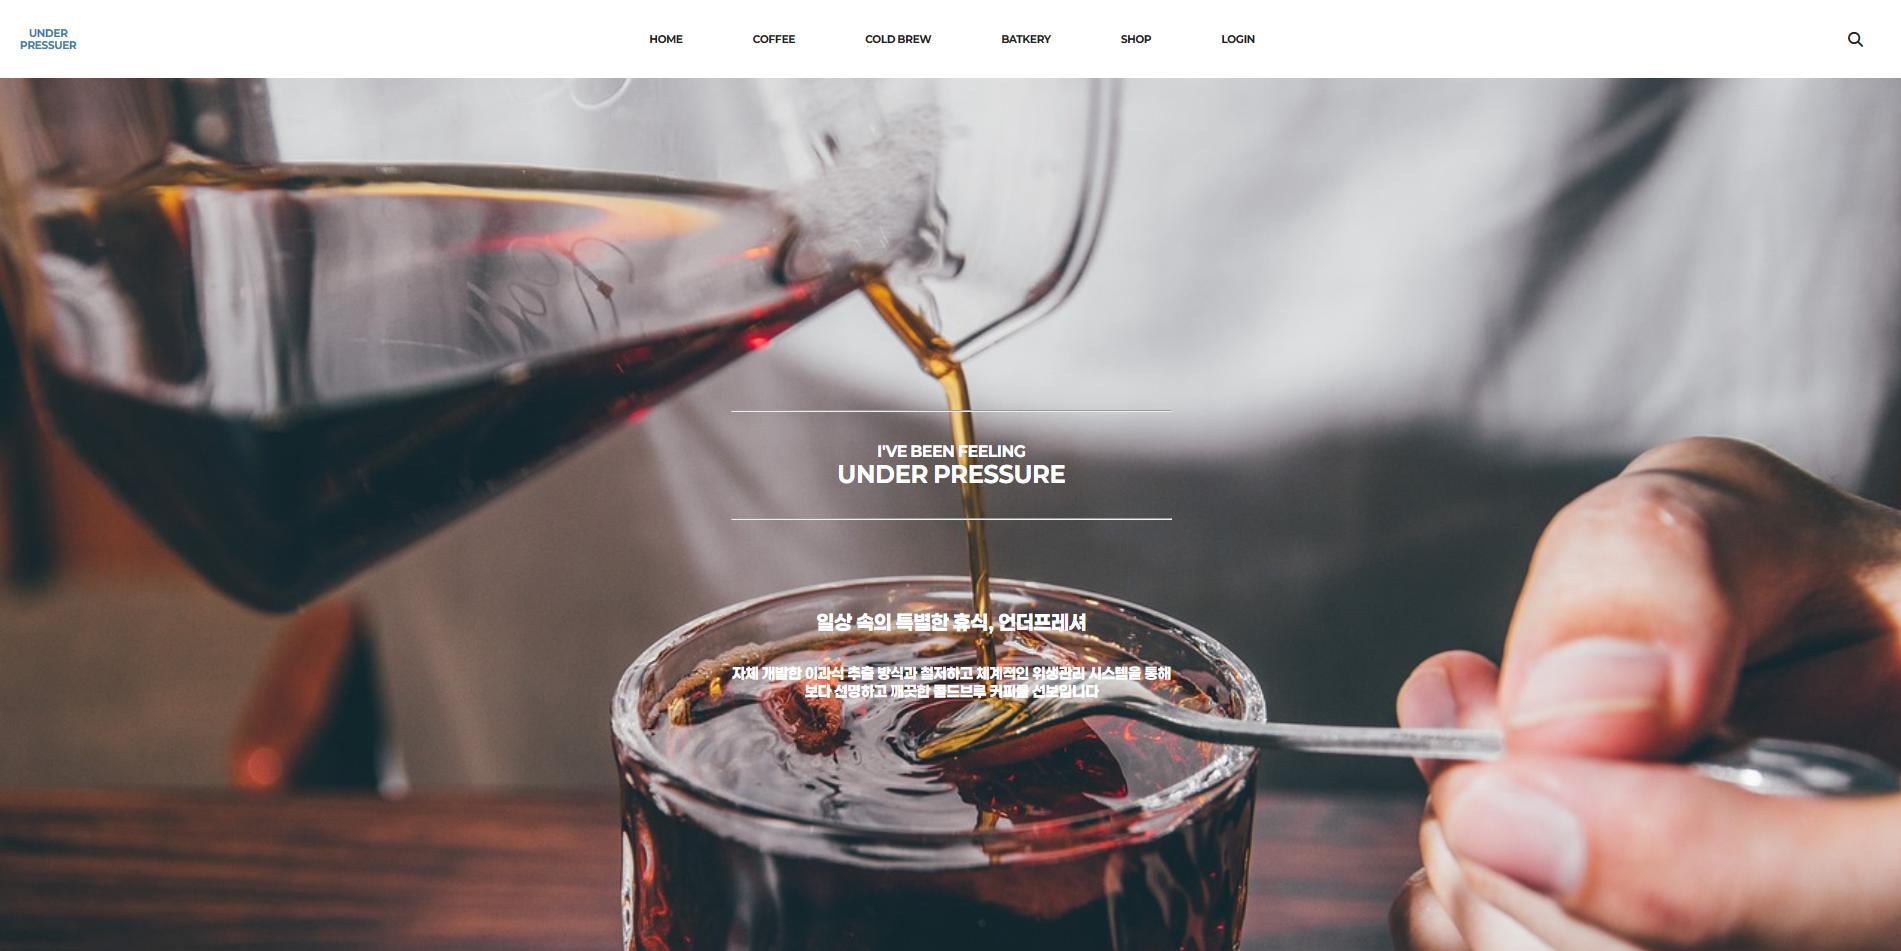 UNDER
PRESSUER
HOME
COFFEE
COLD BREW
BATKERY
SHOP
LOGIN
I'VE BEEN FEELING
UNDER PRESSURE
일상 속의 특별한 휴식, 언더프레셔
자체 개발한 이과식 추출 방식과 철저하고 체계적인 위생관리 시스템을 통해
보다 선명하고 깨끗한 콜드브루 커피를 선보입니다